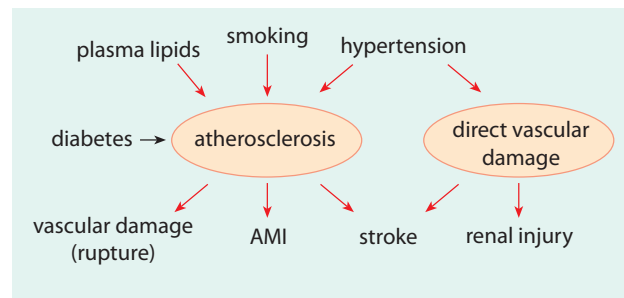 plasma lipids
smoking
hypertension
diabetes
atherosclerosis
direct vascular
damage
vascular damage
(rupture)
AMI
stroke
renal injury